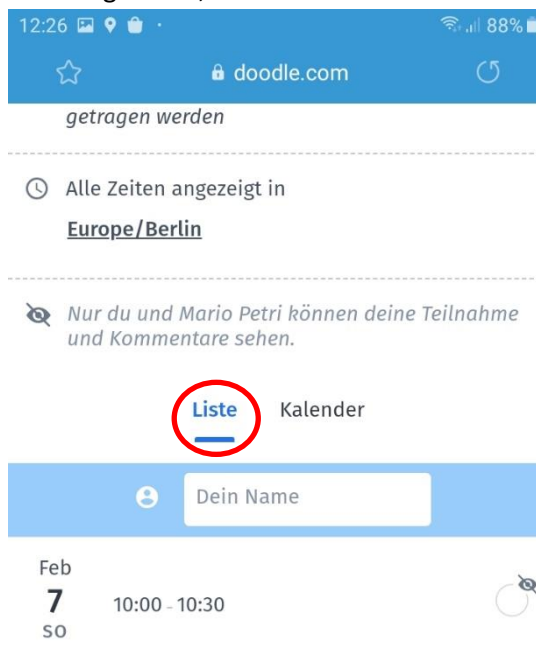 12:26 88%
doodle.com
getragen werden
Alle Zeiten angezeigt in
Europe/Berlin
Nur du und Mario Petri können deine Teilnahme
und Kommentare sehen.
Liste Kalender
Dein Name
Feb
7
10:00 - 10:30
SO